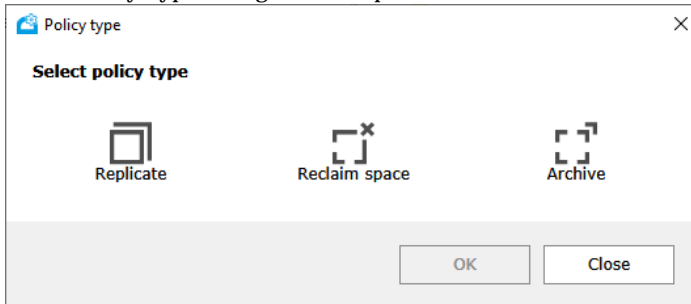 Policy type
Select policy type
Replicate
Reclaim space
Archive
OK
Close